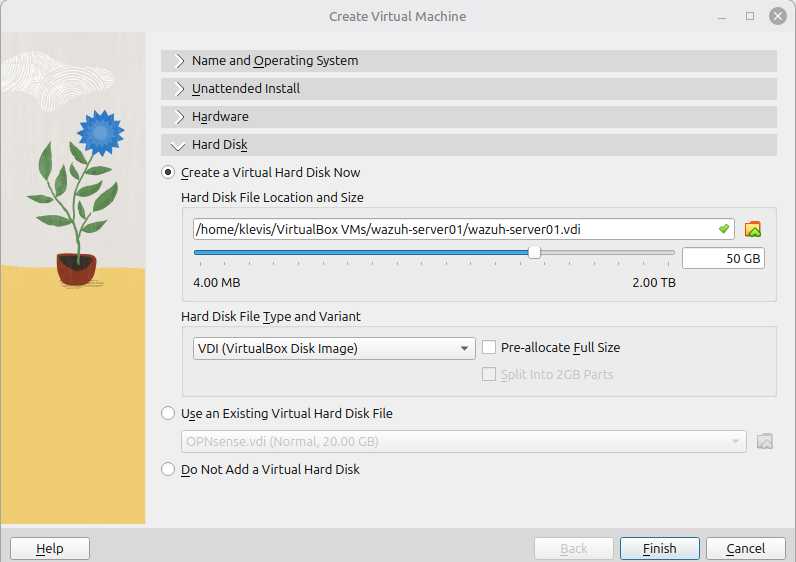 Create Virtual Machine
Name and Operating System
Unattended Install
Hardware
Hard Disk
Create a Virtual Hard Disk Now
Hard Disk File Location and Size
/home/klevis/VirtualBox VMs/wazuh-server01/wazuh-server01.vdi
50 GB
4.00 MB 2.00 TB
Hard Disk File Type and Variant
VDI (VirtualBox Disk Image) Pre-allocate Full Size
Split Into 2GB Parts
Use an Existing Virtual Hard Disk File
OPNsense.vdi (Normal, 20.00 GB)
Do Not Add a Virtual Hard Disk
Help Back Finish Cancel